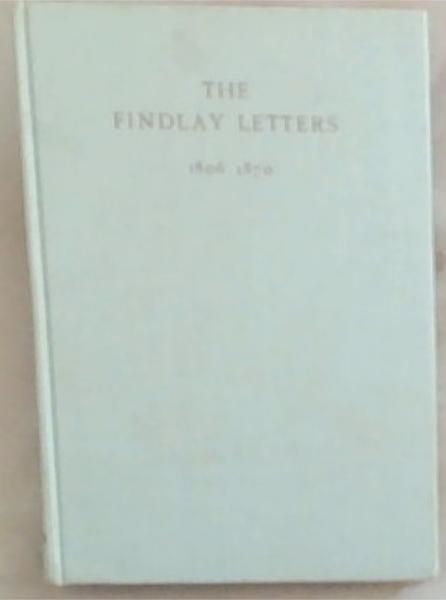 THE
FINDLAY LETTERS
1806 1870